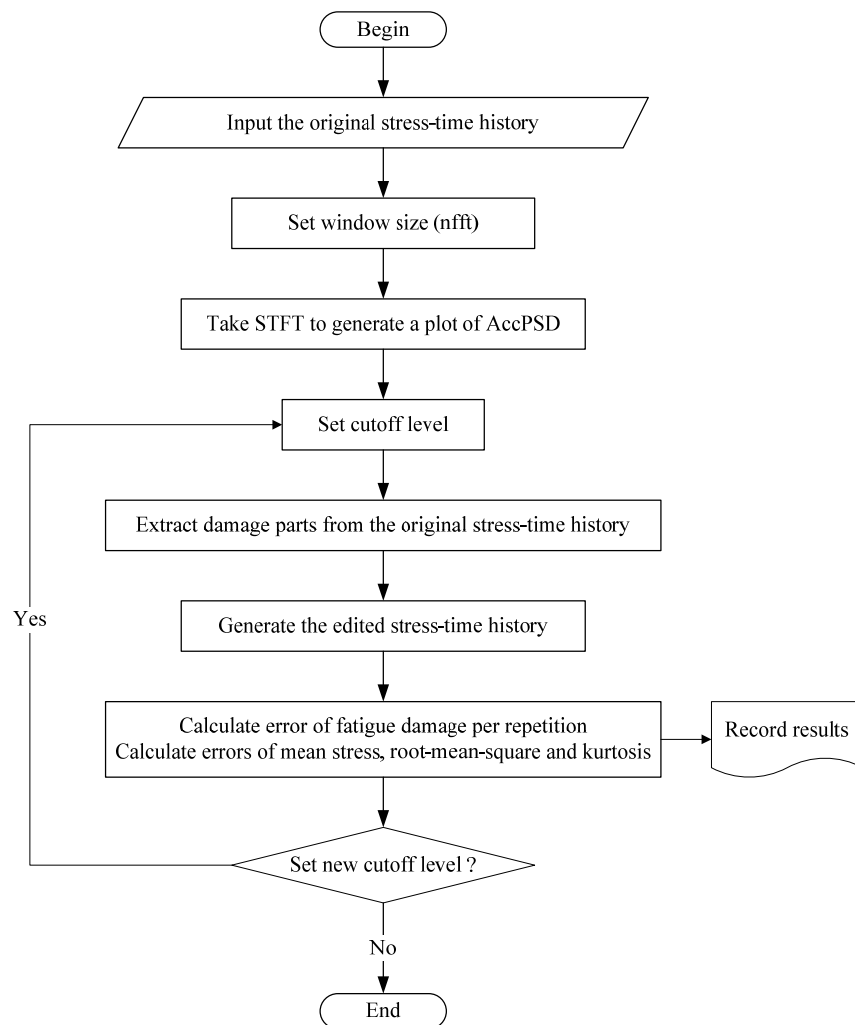 Begin
Input the original stress-time history
Set window size (nfft)
Take STFT to generate a plot of AccPSD
Set cutoff level
Extract damage parts from the original stress-time history
Yes
Generate the edited stress-time history
Calculate error of fatigue damage per repetition
Calculate errors of mean stress, root-mean-square and kurtosis
Record results
Set new cutoff level ?
No
End